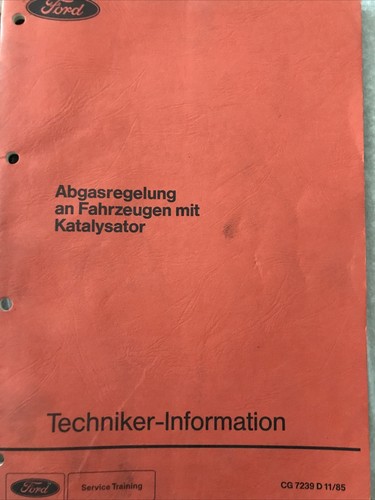 Ford
Abgasregelung
an Fahrzeugen mit
Katalysator
Techniker-Information
Ford
Service Training
CG 7239 D 11/85